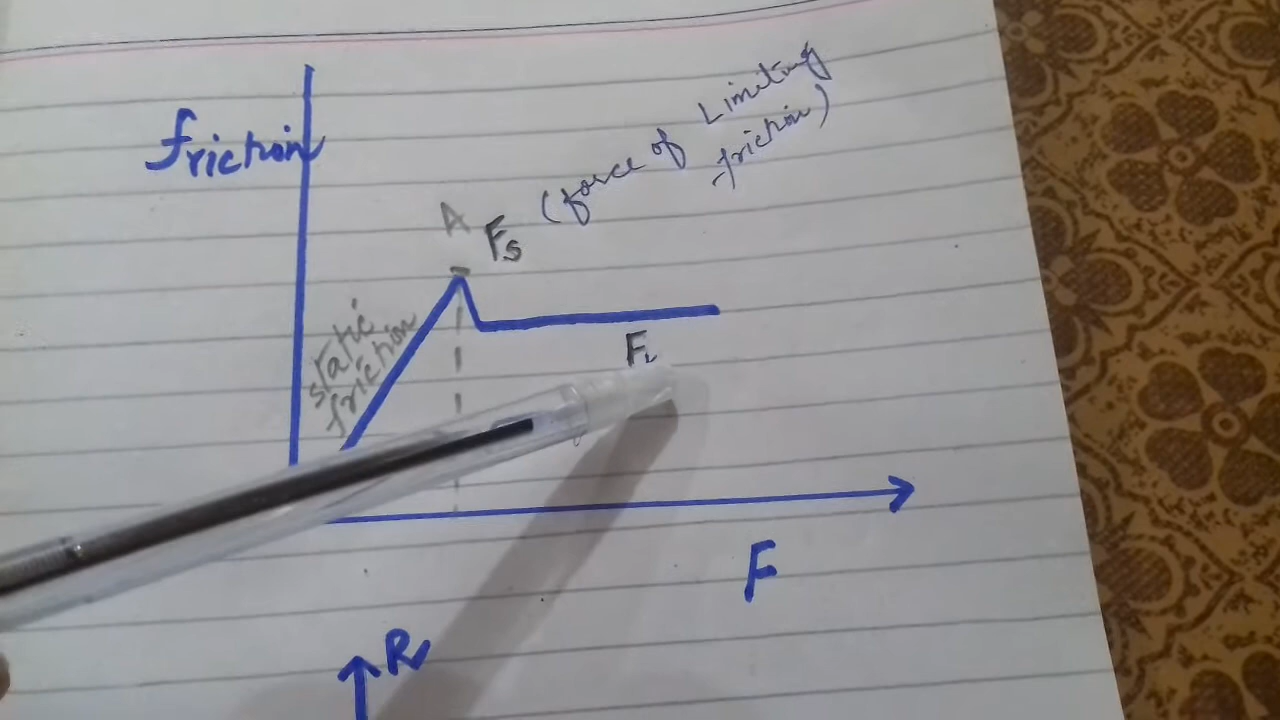 friction
A
Fs (force of Limiting
friction)
static
friction
F
R